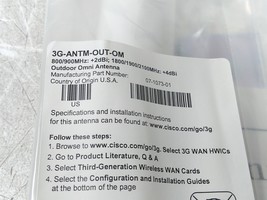 3G-ANTM-OUT-OM
800/900MHz: +2dBi; 1800/1900/2100MHz: +4dBi
Outdoor Omni Antenna
Manufacturing Part Number:
07-1073-01
Country of Origin U.S.A.
US
Specifications and installation instructions
for this antenna can be found at: www.cisco.com/go/3g
Follow these steps:
1. Browse to www.cisco.com/go/3g. Select 3G WAN HWICs
2. Go to Product Literature, Q & A
3. Select Third-Generation Wireless WAN Cards
4. Select the Configuration and Installation Guides
at the bottom of the page